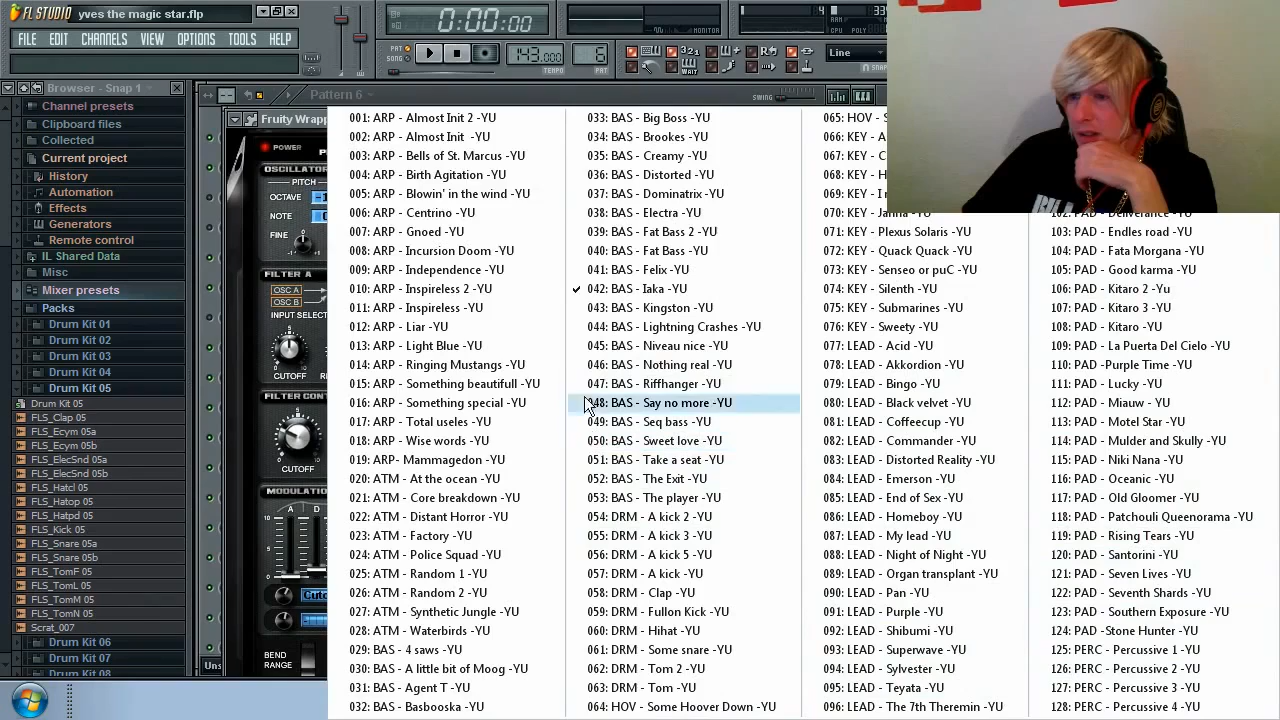 FL STUDIO
yves the magic star.flp
FILE EDIT CHANNELS VIEW OPTIONS TOOLS HELP
0:00:00
PAT
SONG
143.000
TEMPO
6
PAT
MONITOR
Line
Browser - Snap 1
Pattern 6
SWING
Channel presets
Clipboard files
Collected
Current project
History
Automation
Effects
Generators
Remote control
IL Shared Data
Misc
Mixer presets
Packs
Drum Kit 01
Drum Kit 02
Drum Kit 03
Drum Kit 04
Drum Kit 05
Drum Kit 05
FLS_Clap 05
FLS_Ecym 05a
FLS_Ecym 05b
FLS_ElecSnd 05a
FLS_ElecSnd 05b
FLS_Hatcl 05
FLS_Hatop 05
FLS_Hatpd 05
FLS_Kick 05
FLS_Snare 05a
FLS_Snare 05b
FLS_TomF 05
FLS_TomL 05
FLS_TomM 05
FLS_TomN 05
Scrat_007
Drum Kit 06
Drum Kit 07
Drum Kit 08
Fruity Wrapp
POWER
OSCILLATO
PITCH
OCTAVE
NOTE
FINE
FILTER A
OSC A
OSC B
INPUT SELECT
CUTOFF
FILTER CONT
CUTOFF
MODULATIO
A D
BEND
RANGE
001: ARP - Almost Init 2 -YU
002: ARP - Almost Init -YU
003: ARP - Bells of St. Marcus -YU
004: ARP - Birth Agitation -YU
005: ARP - Blowin' in the wind -YU
006: ARP - Centrino -YU
007: ARP - Gnoed -YU
008: ARP - Incursion Doom -YU
009: ARP - Independence -YU
010: ARP - Inspireless 2 -YU
011: ARP - Inspireless -YU
012: ARP - Liar -YU
013: ARP - Light Blue -YU
014: ARP - Ringing Mustangs -YU
015: ARP - Something beautifull -YU
016: ARP - Something special -YU
017: ARP - Total useles -YU
018: ARP - Wise words -YU
019: ARP- Mammagedon -YU
020: ATM - At the ocean -YU
021: ATM - Core breakdown -YU
022: ATM - Distant Horror -YU
023: ATM - Factory -YU
024: ATM - Police Squad -YU
025: ATM - Random 1 -YU
026: ATM - Random 2 -YU
027: ATM - Synthetic Jungle -YU
028: ATM - Waterbirds -YU
029: BAS - 4 saws -YU
030: BAS - A little bit of Moog -YU
031: BAS - Agent T -YU
032: BAS - Basbooska -YU
033: BAS - Big Boss -YU
034: BAS - Brookes -YU
035: BAS - Creamy -YU
036: BAS - Distorted -YU
037: BAS - Dominatrix -YU
038: BAS - Electra -YU
039: BAS - Fat Bass 2 -YU
040: BAS - Fat Bass -YU
041: BAS - Felix -YU
042: BAS - Iaka -YU
043: BAS - Kingston -YU
044: BAS - Lightning Crashes -YU
045: BAS - Niveau nice -YU
046: BAS - Nothing real -YU
047: BAS - Riffhanger -YU
048: BAS - Say no more -YU
049: BAS - Seq bass -YU
050: BAS - Sweet love -YU
051: BAS - Take a seat -YU
052: BAS - The Exit -YU
053: BAS - The player -YU
054: DRM - A kick 2 -YU
055: DRM - A kick 3 -YU
056: DRM - A kick 5 -YU
057: DRM - A kick -YU
058: DRM - Clap -YU
059: DRM - Fullon Kick -YU
060: DRM - Hihat -YU
061: DRM - Some snare -YU
062: DRM - Tom 2 -YU
063: DRM - Tom -YU
064: HOV - Some Hoover Down -YU
065: HOV - S
066: KEY - A
067: KEY - C
068: KEY - H
069: KEY - I
070: KEY -
071: KEY - Plexus Solaris -YU
072: KEY - Quack Quack -YU
073: KEY - Senseo or puC -YU
074: KEY - Silenth -YU
075: KEY - Submarines -YU
076: KEY - Sweety -YU
077: LEAD - Acid -YU
078: LEAD - Akkordion -YU
079: LEAD - Bingo -YU
080: LEAD - Black velvet -YU
081: LEAD - Coffeecup -YU
082: LEAD - Commander -YU
083: LEAD - Distorted Reality -YU
084: LEAD - Emerson -YU
085: LEAD - End of Sex -YU
086: LEAD - Homeboy -YU
087: LEAD - My lead -YU
088: LEAD - Night of Night -YU
089: LEAD - Organ transplant -YU
090: LEAD - Pan -YU
091: LEAD - Purple -YU
092: LEAD - Shibumi -YU
093: LEAD - Superwave -YU
094: LEAD - Sylvester -YU
095: LEAD - Teyata -YU
096: LEAD - The 7th Theremin -YU
102: PAD - Deliverance -YU
103: PAD - Endles road -YU
104: PAD - Fata Morgana -YU
105: PAD - Good karma -YU
106: PAD - Kitaro 2 -Yu
107: PAD - Kitaro 3 -YU
108: PAD - Kitaro -YU
109: PAD - La Puerta Del Cielo -YU
110: PAD -Purple Time -YU
111: PAD - Lucky -YU
112: PAD - Miauw -YU
113: PAD - Motel Star -YU
114: PAD - Mulder and Skully -YU
115: PAD - Niki Nana -YU
116: PAD - Oceanic -YU
117: PAD - Old Gloomer -YU
118: PAD - Patchouli Queenorama -YU
119: PAD - Rising Tears -YU
120: PAD - Santorini -YU
121: PAD - Seven Lives -YU
122: PAD - Seventh Shards -YU
123: PAD - Southern Exposure -YU
124: PAD -Stone Hunter -YU
125: PERC - Percussive 1 -YU
126: PERC - Percussive 2 -YU
127: PERC - Percussive 3 -YU
128: PERC - Percussive 4 -YU